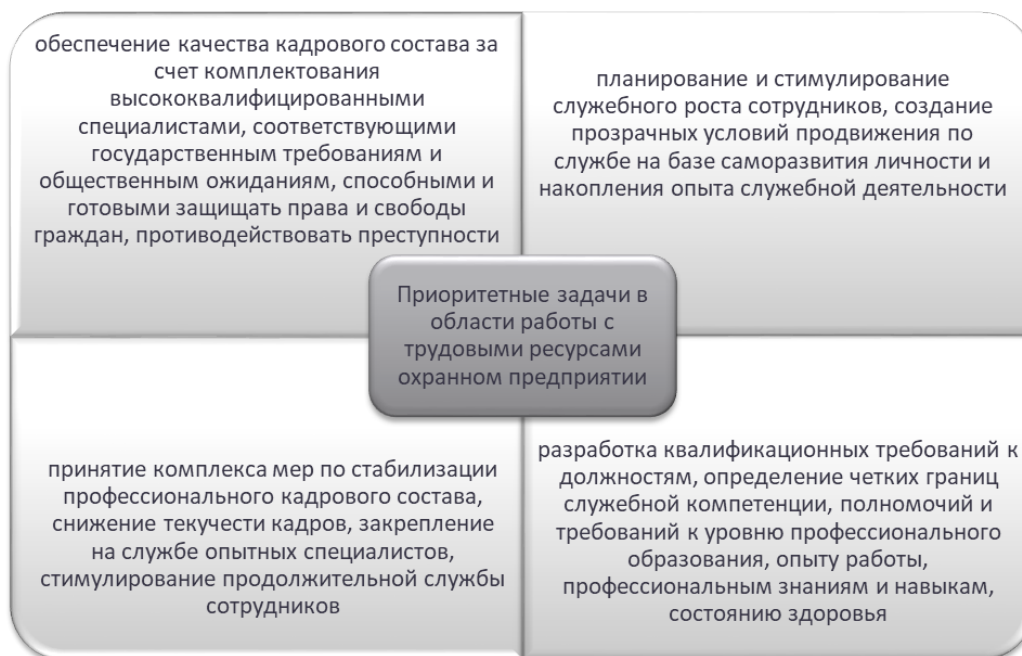 обеспечение качества кадрового состава за
счет комплектования
высококвалифицированными
специалистами, соответствующими
государственным требованиям и
общественным ожиданиям, способными и
готовыми защищать права и свободы
граждан, противодействовать преступности
планирование и стимулирование
служебного роста сотрудников, создание
прозрачных условий продвижения по
службе на базе саморазвития личности и
накопления опыта служебной деятельности
Приоритетные задачи в
области работы с
трудовыми ресурсами
охранном предприятии
принятие комплекса мер по стабилизации
профессионального кадрового состава,
снижение текучести кадров, закрепление
на службе опытных специалистов,
стимулирование продолжительной службы
сотрудников
разработка квалификационных требований к
должностям, определение четких границ
служебной компетенции, полномочий и
требований к уровню профессионального
образования, опыту работы,
профессиональным знаниям и навыкам,
состоянию здоровья